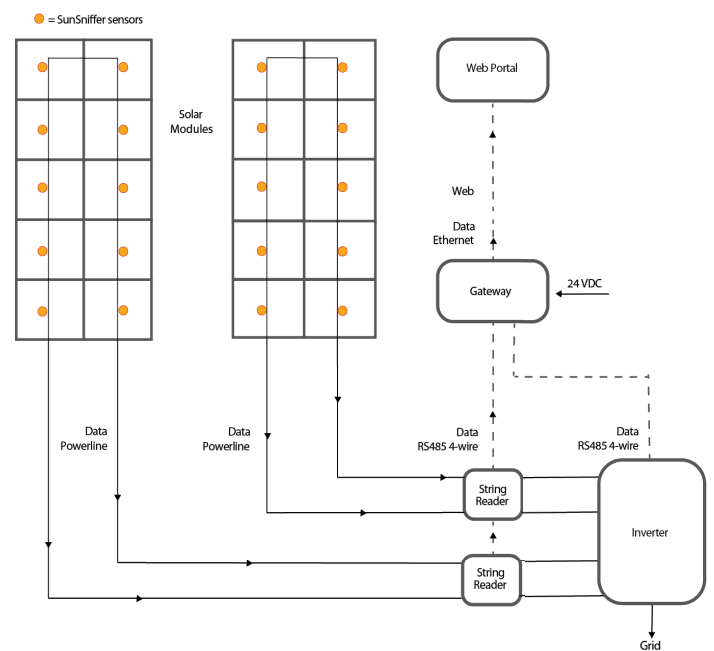 = SunSniffer sensors
Solar
Modules
Web Portal
Web
Data
Ethernet
Gateway
24 VDC
Data
Powerline
Data
Powerline
Data
RS485 4-wire
Data
RS485 4-wire
String
Reader
Inverter
String
Reader
Grid